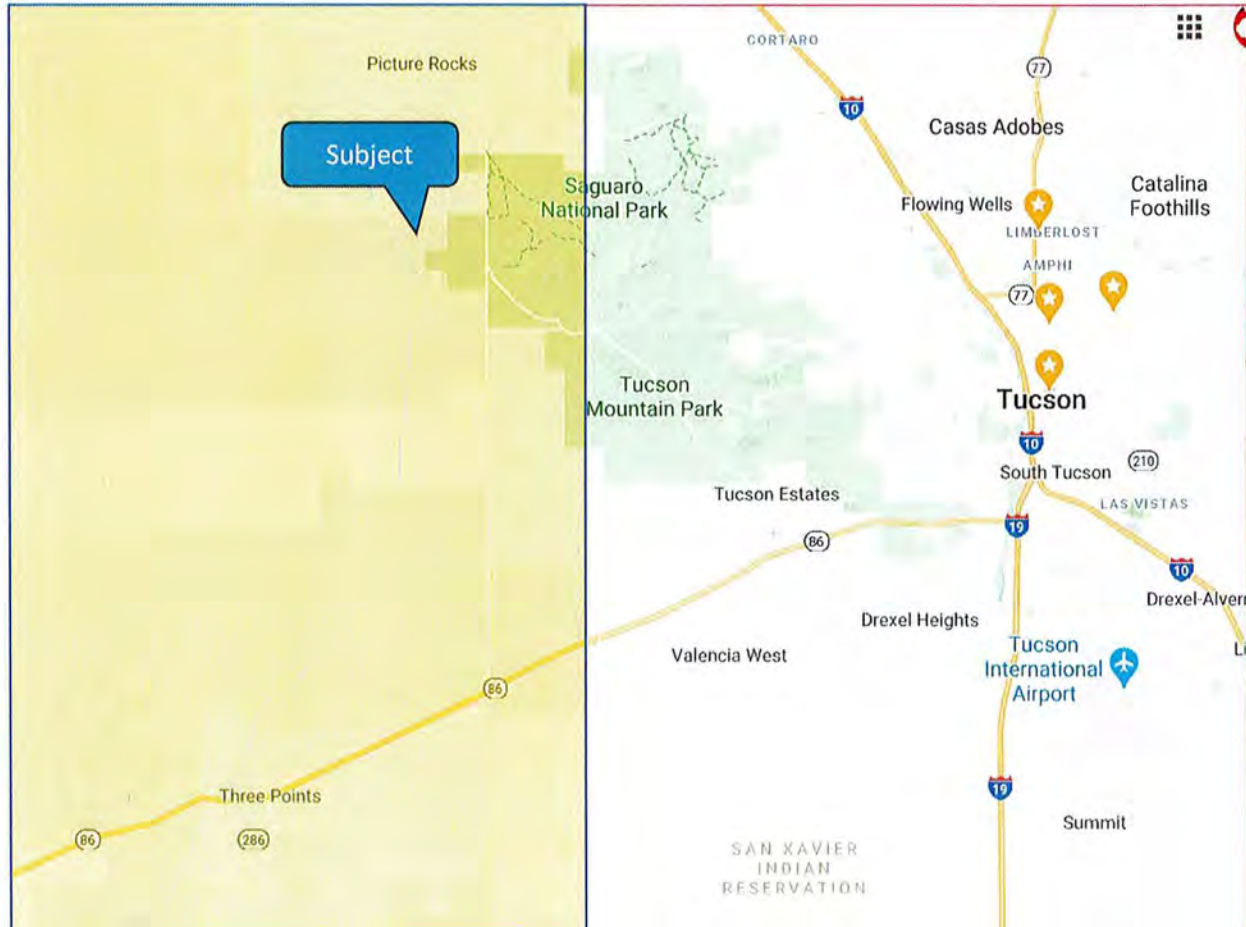 CORTARO
Picture Rocks
77
10
Casas Adobes
Subject
Saguaro
National Park
Catalina
Foothills
Flowing Wells
LIMBERLOST
AMPHI
77
Tucson
Mountain Park
Tucson
10
South Tucson
210
Tucson Estates
LAS VISTAS
19
86
10
Drexel-Alvern
Drexel Heights
Valencia West
Tucson
International
Airport
86
19
Three Points
Summit
86
286
SAN XAVIER
INDIAN
RESERVATION